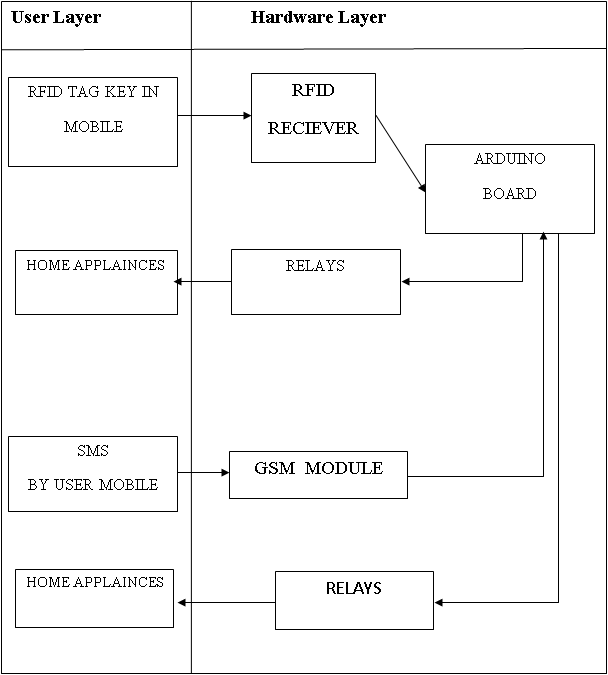 User Layer
Hardware Layer
RFID TAG KEY IN
MOBILE
RFID
RECIEVER
ARDUINO
BOARD
HOME APPLAINCES
RELAYS
SMS
BY USER MOBILE
GSM MODULE
HOME APPLAINCES
RELAYS